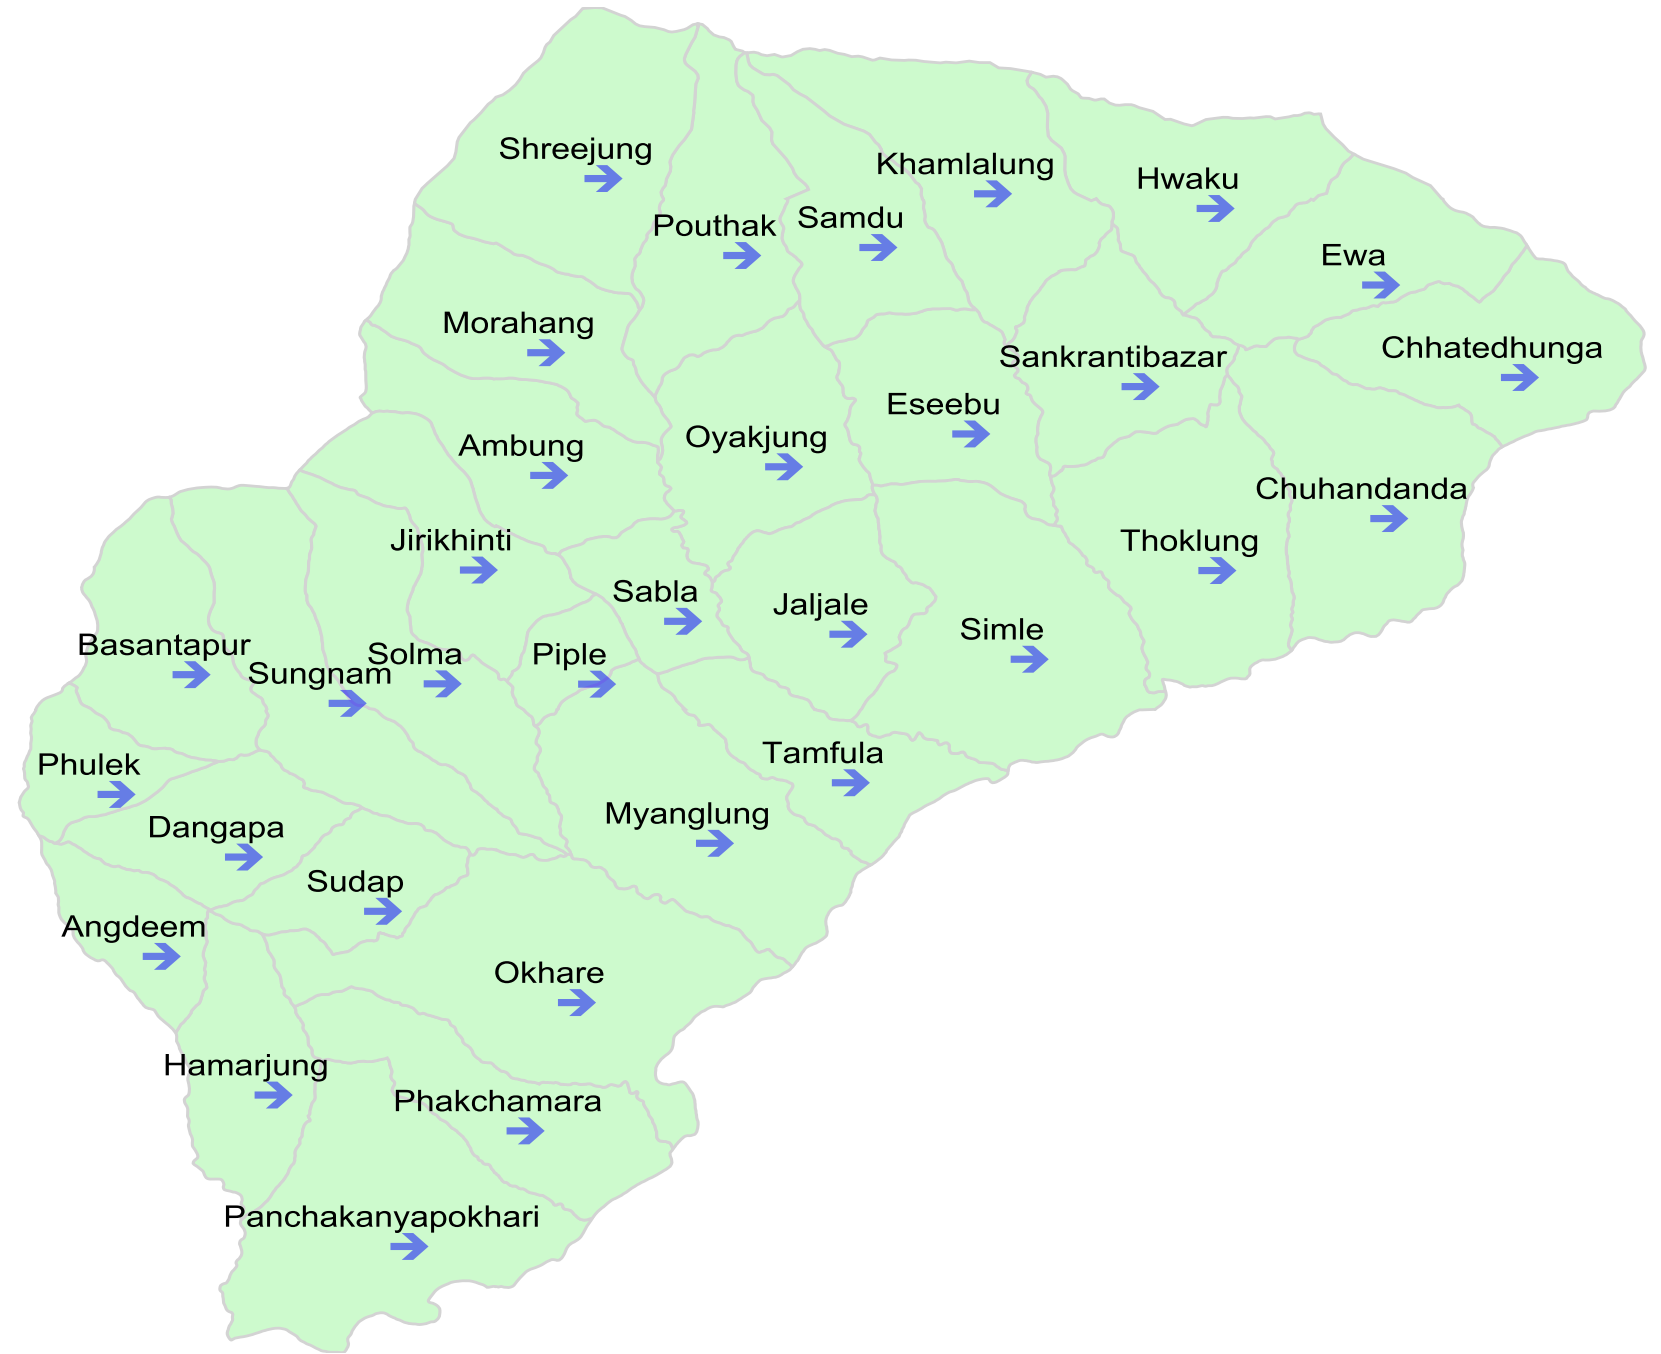 Shreejung
Khamlalung
Hwaku
Samdu
Pouthak
Ewa
Morahang
Chhatedhunga
Sankrantibazar
Eseebu
Oyakjung
Ambung
Chuhandanda
Jirikhinti
Thoklung
Sabla
Jaljale
Simle
Basantapur
Solma
Piple
Sungnam
Tamfula
Phulek
Myanglung
Dangapa
Sudap
Angdeem
Okhare
Hamarjung
Phakchamara
Panchakanyapokhari